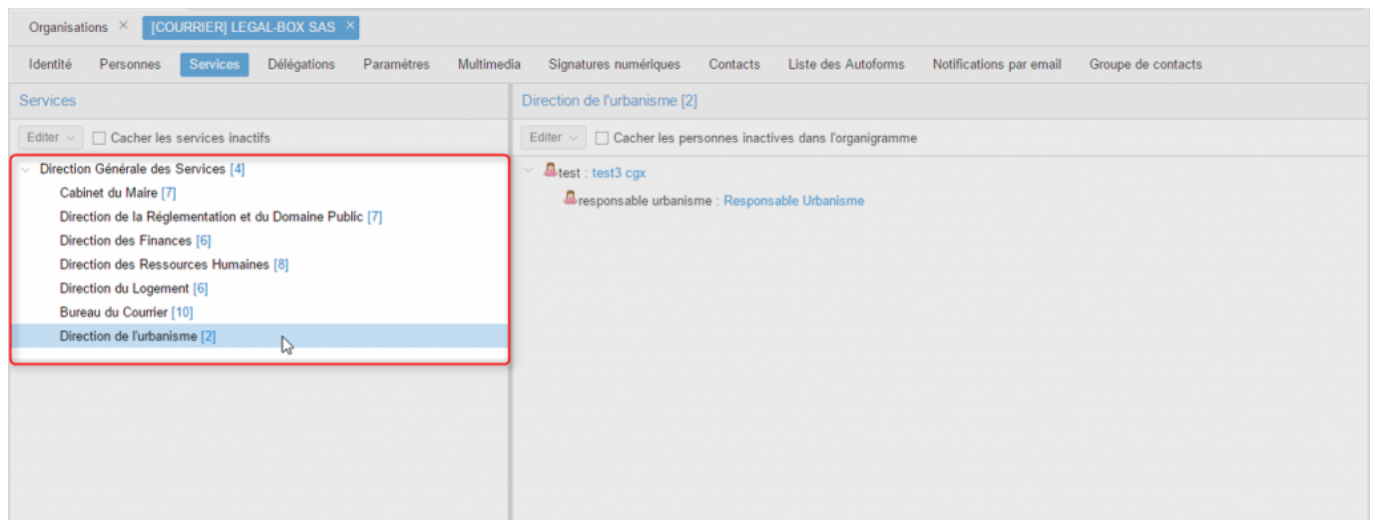 Organisations × [COURRIER] LEGAL-BOX SAS ×
Identité Personnes Services Délégations Paramètres Multimedia Signatures numériques Contacts Liste des Autoforms Notifications par email Groupe de contacts
Services
Editer Cacher les services inactifs
Direction Générale des Services [4]
Cabinet du Maire [7]
Direction de la Réglementation et du Domaine Public [7]
Direction des Finances [6]
Direction des Ressources Humaines [8]
Direction du Logement [6]
Bureau du Courrier [10]
Direction de l'urbanisme [2]
Direction de l'urbanisme [2]
Editer Cacher les personnes inactives dans l'organigramme
test : test3 cgx
responsable urbanisme : Responsable Urbanisme